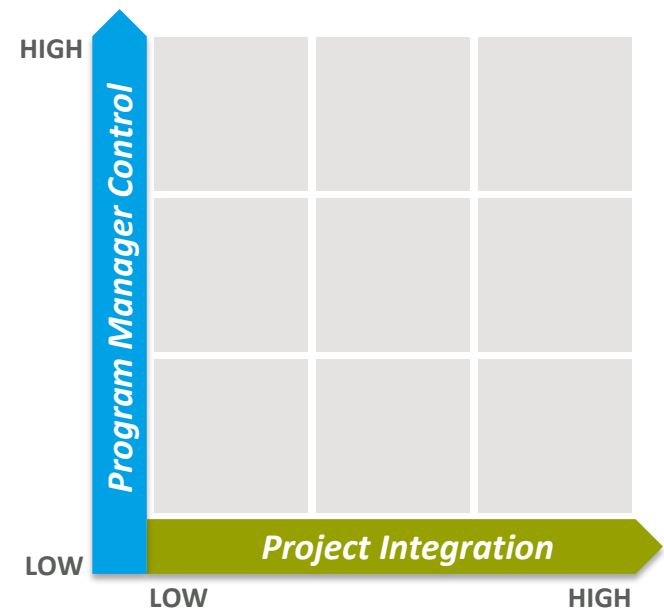 HIGH
Program Manager Control
LOW
Project Integration
LOW
HIGH